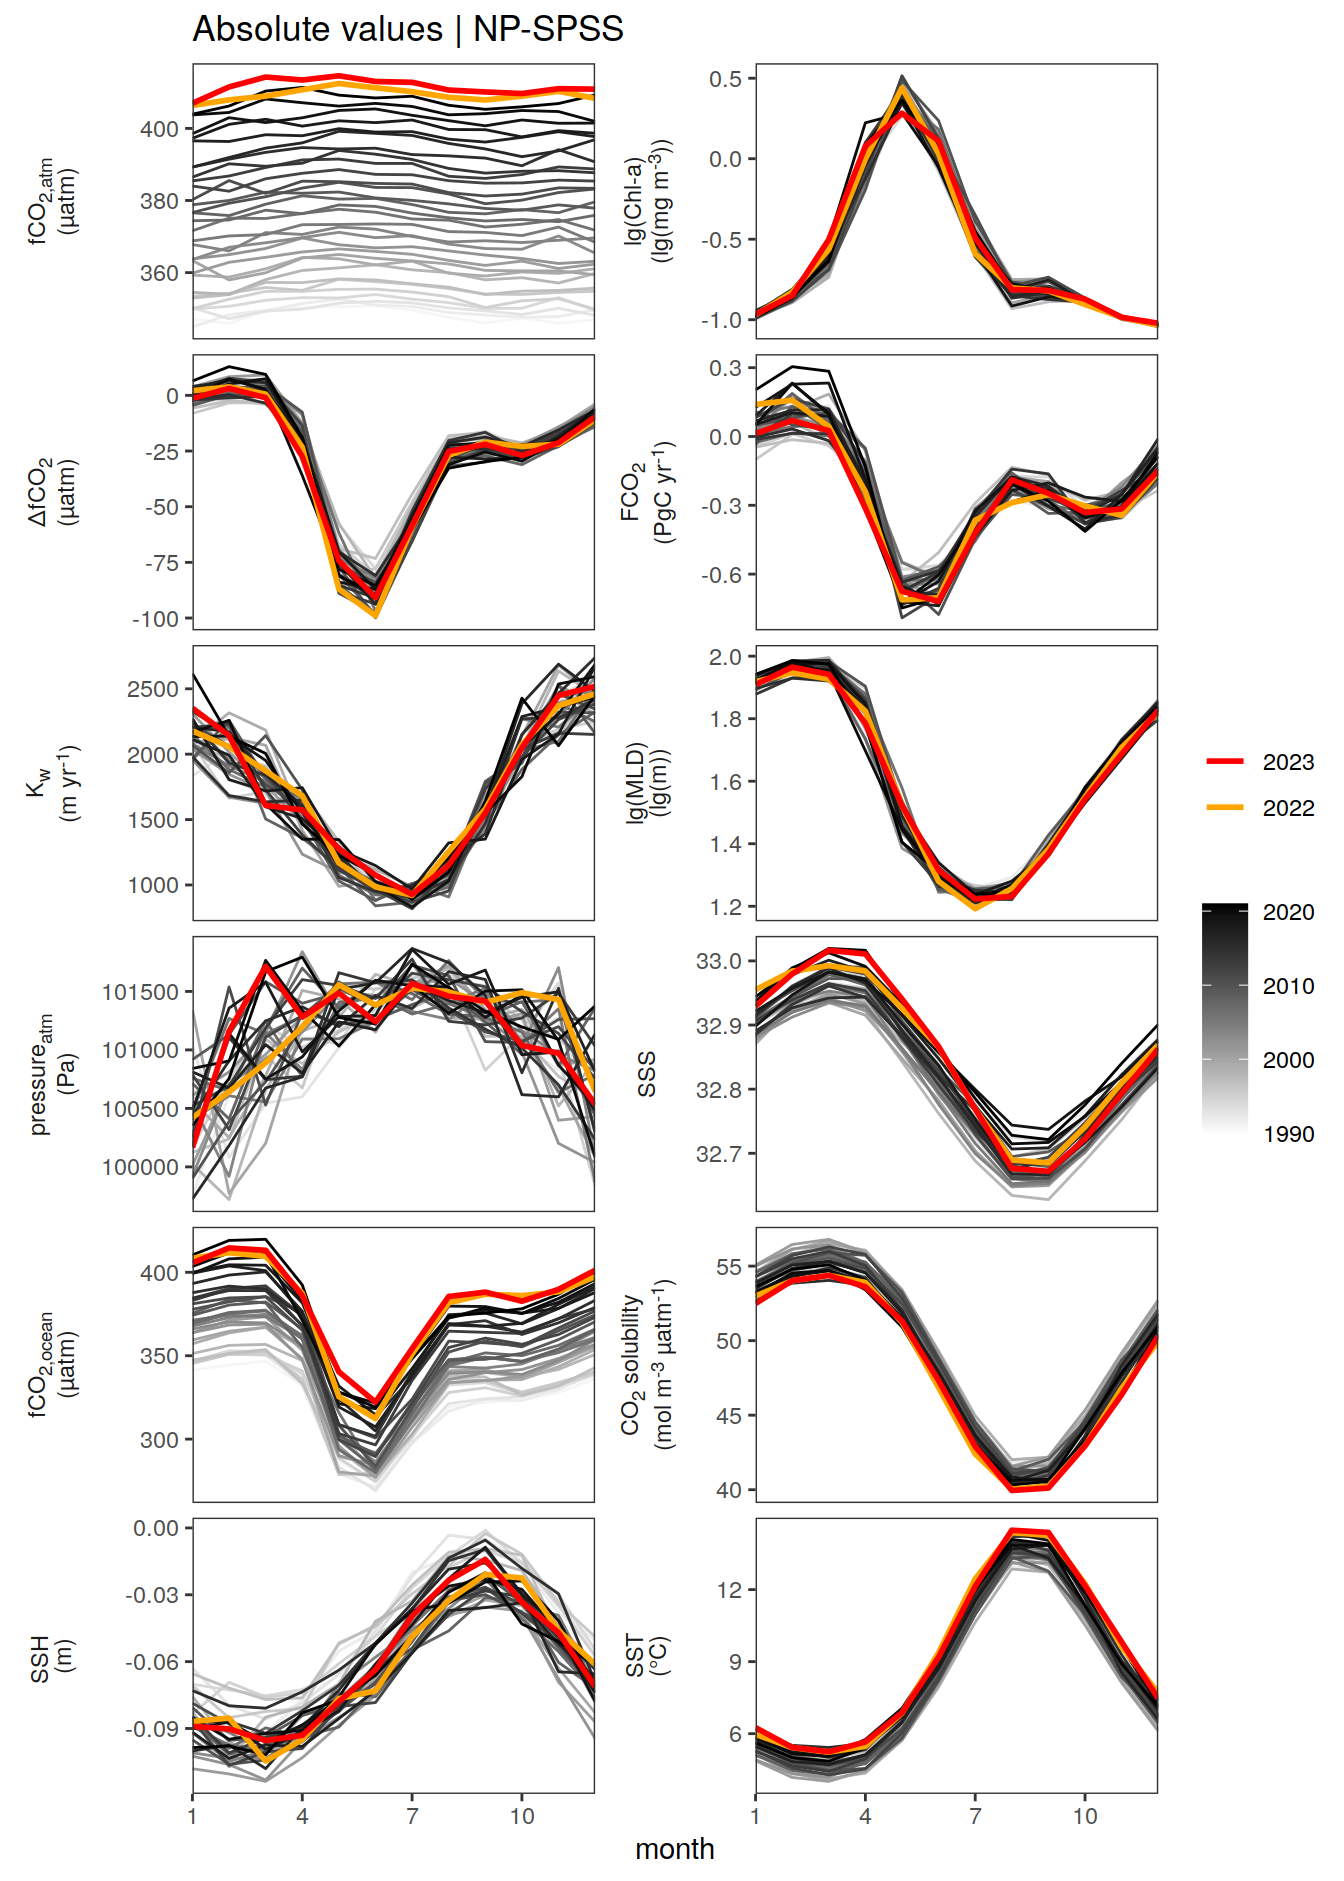 Absolute values | NP-SPSS
fCO2,atm
(µatm)
400
380
360
lg(Chl-a)
(lg(mg m-3))
0.5
0.0
-0.5
-1.0
ΔfCO2
(µatm)
0
-25
-50
-75
-100
FCO2
(PgC yr-1)
0.3
0.0
-0.3
-0.6
Kw
(m yr-1)
2500
2000
1500
1000
lg(MLD)
(lg(m))
2.0
1.8
1.6
1.4
1.2
pressureatm
(Pa)
101500
101000
100500
100000
SSS
33.0
32.9
32.8
32.7
fCO2,ocean
(µatm)
400
350
300
CO2 solubility
(mol m-3 µatm-1)
55
50
45
40
SSH
(m)
0.00
-0.03
-0.06
-0.09
SST
(°C)
12
9
6
1 4 7 10
1 4 7 10
month
2023
2022
2020
2010
2000
1990